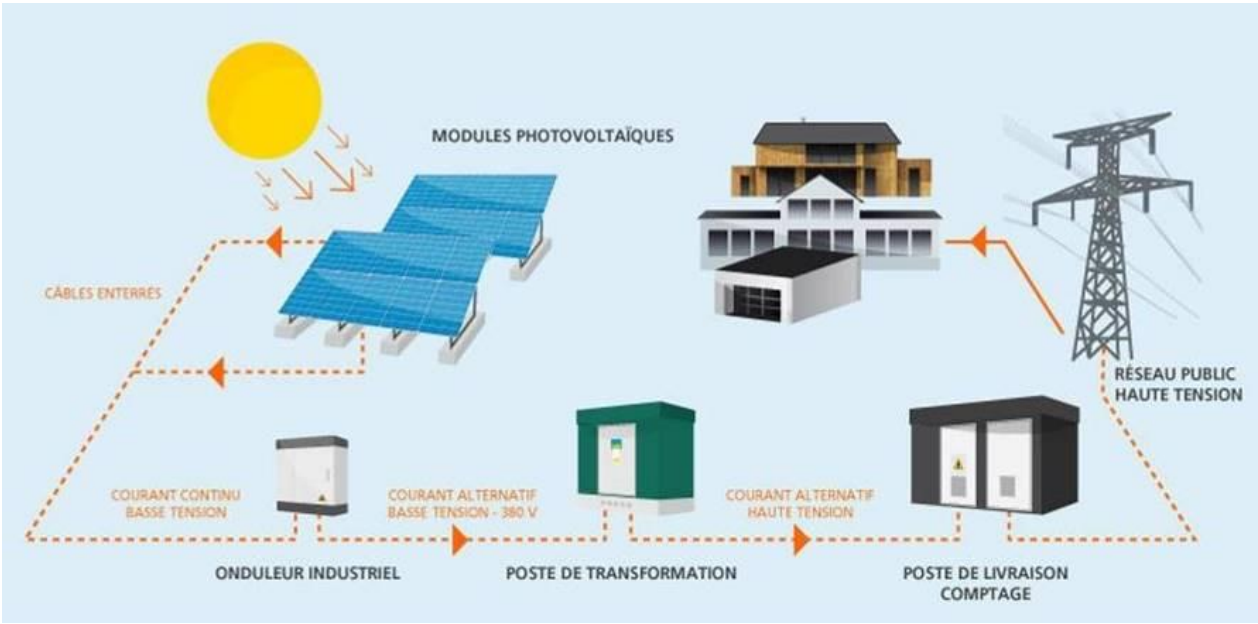 MODULES PHOTOVOLTAÏQUES
CÂBLES ENTERRÉS
RÉSEAU PUBLIC
HAUTE TENSION
COURANT CONTINU
BASSE TENSION
COURANT ALTERNATIF
BASSE TENSION - 380 V
COURANT ALTERNATIF
HAUTE TENSION
ONDULEUR INDUSTRIEL
POSTE DE TRANSFORMATION
POSTE DE LIVRAISON
COMPTAGE